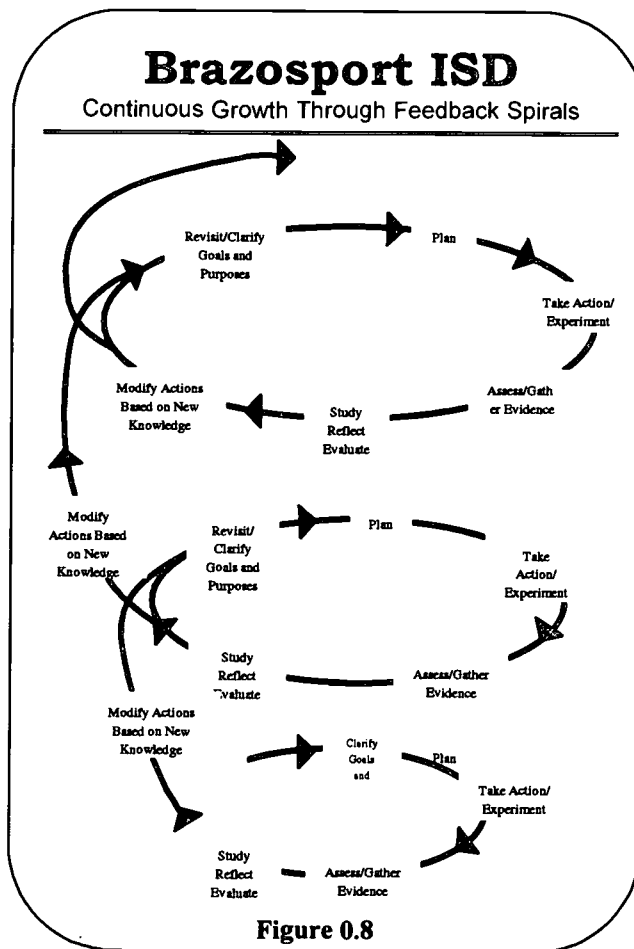 Brazosport ISD
Continuous Growth Through Feedback Spirals
Revisit/Clarify
Goals and
Purposes
Plan
Take Action/
Experiment
Assess/Gath
er Evidence
Study
Reflect
Evaluate
Modify Actions
Based on New
Knowledge
Modify
Actions Based
on New
Knowledge
Revisit/
Clarify
Goals and
Purposes
Plan
Take
Action/
Experiment
Assess/Gather
Evidence
Study
Reflect
Evaluate
Modify Actions
Based on New
Knowledge
Clarify
Goals and
Plan
Take Action/
Experiment
Assess/Gather
Evidence
Study
Reflect
Evaluate
Figure 0.8